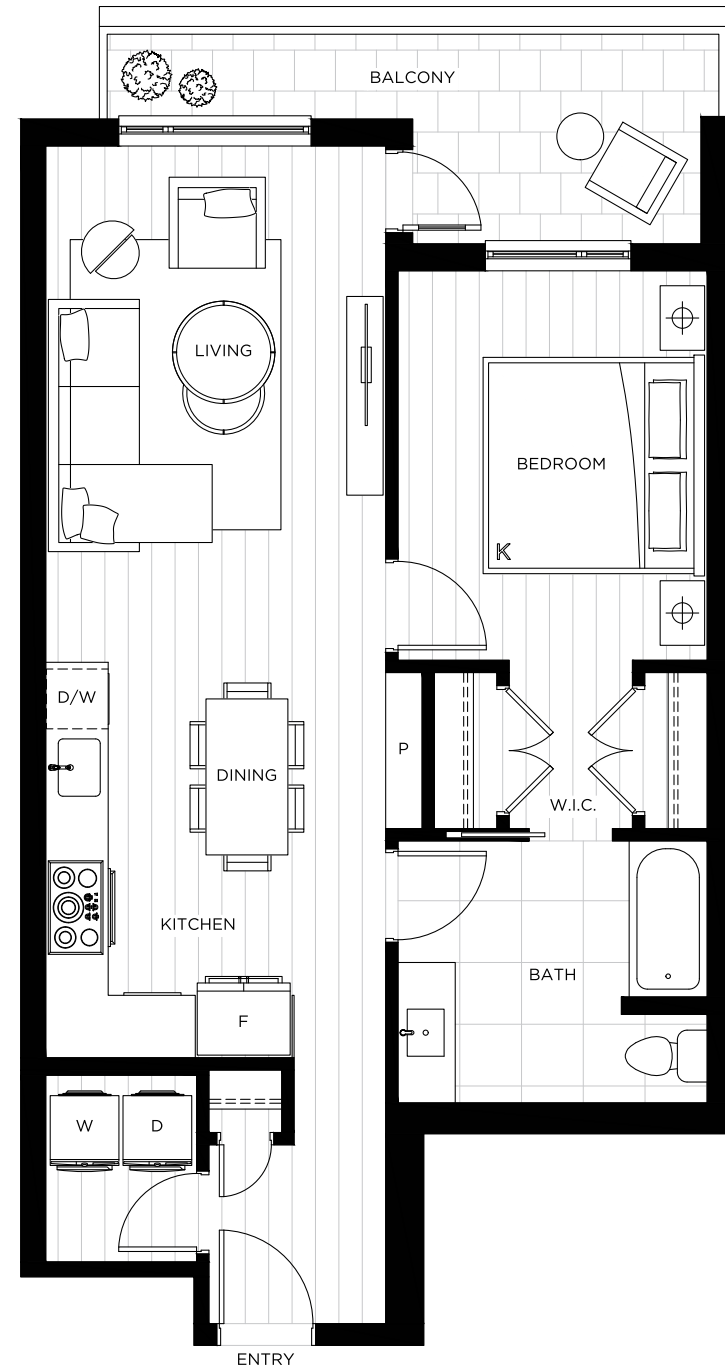 BALCONY
LIVING
BEDROOM
K
D/W
DINING
P
W.I.C.
KITCHEN
BATH
F
W
D
ENTRY